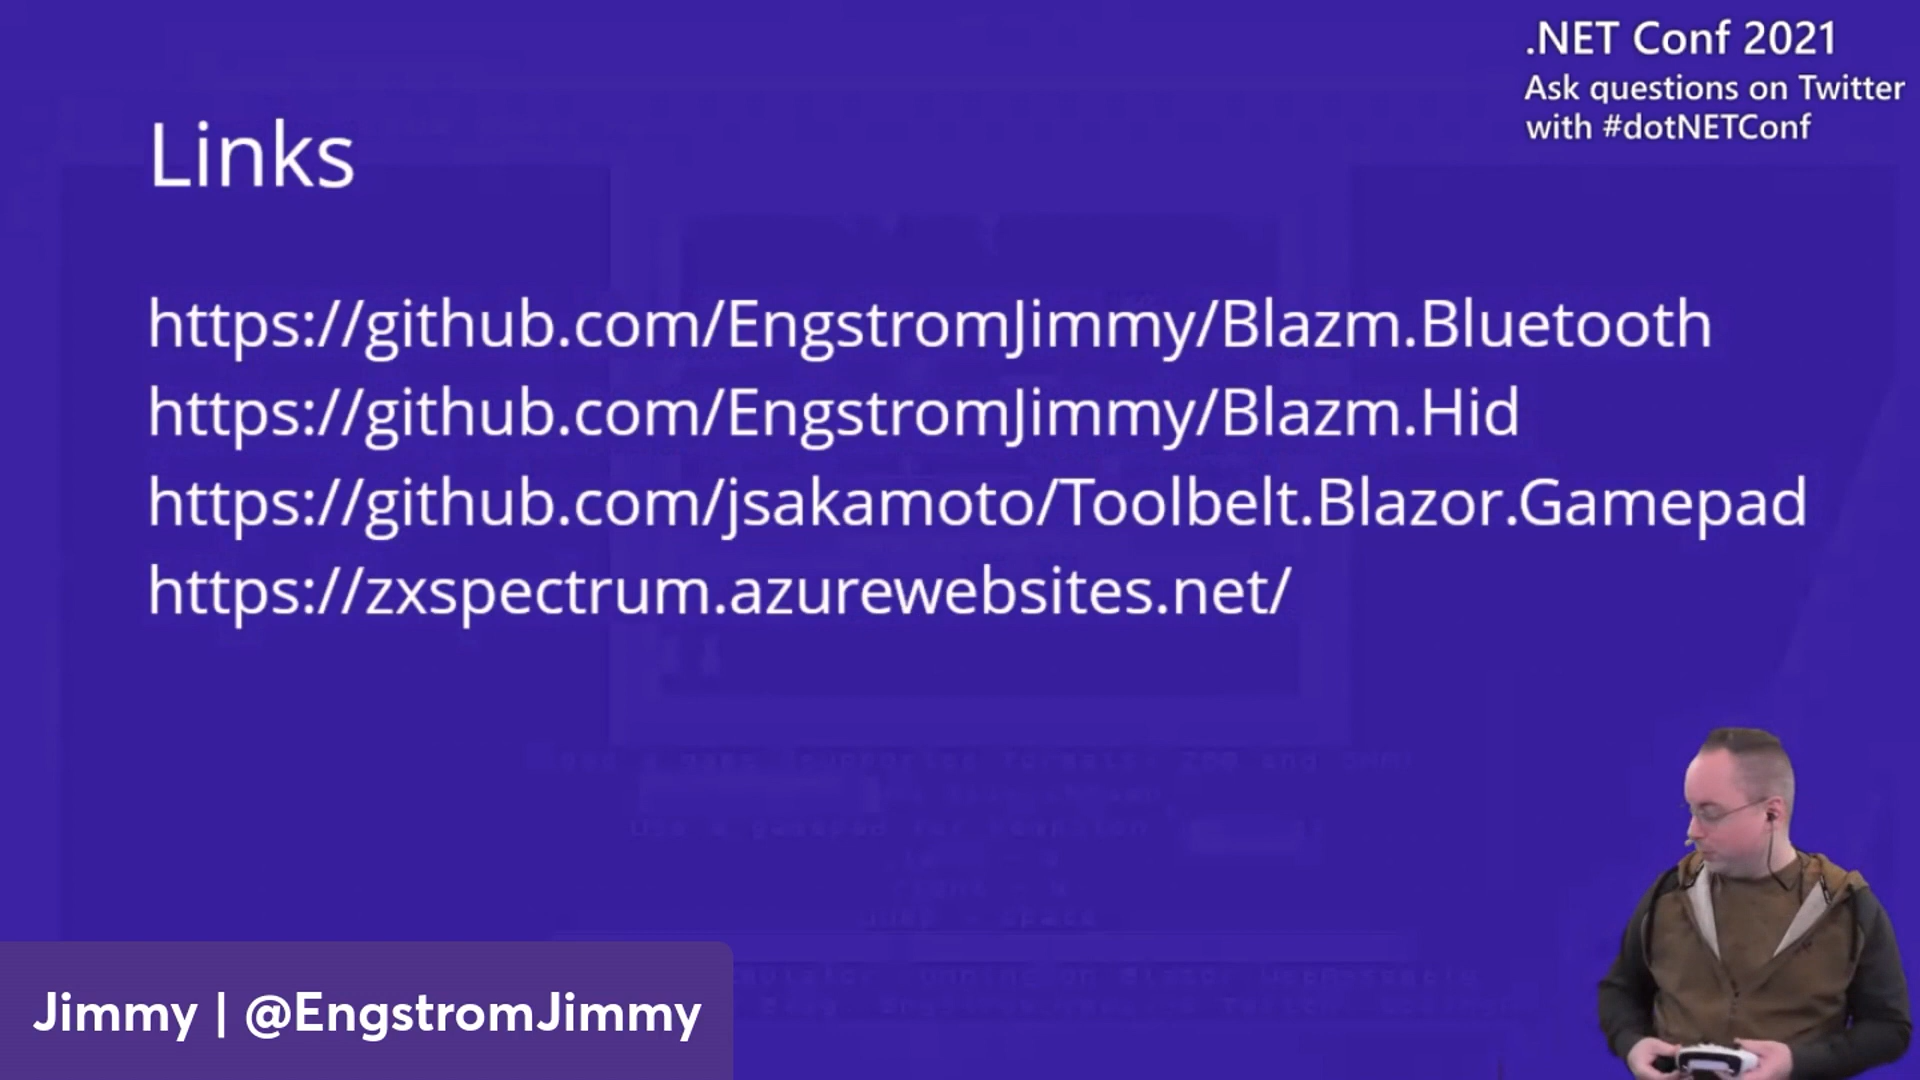 .NET Conf 2021
Ask questions on Twitter
with #dotNETConf
Links
https://github.com/EngstromJimmy/Blazm.Bluetooth
https://github.com/EngstromJimmy/Blazm.Hid
https://github.com/jsakamoto/Toolbelt.Blazor.Gamepad
https://zxspectrum.azurewebsites.net/
Jimmy | @EngstromJimmy